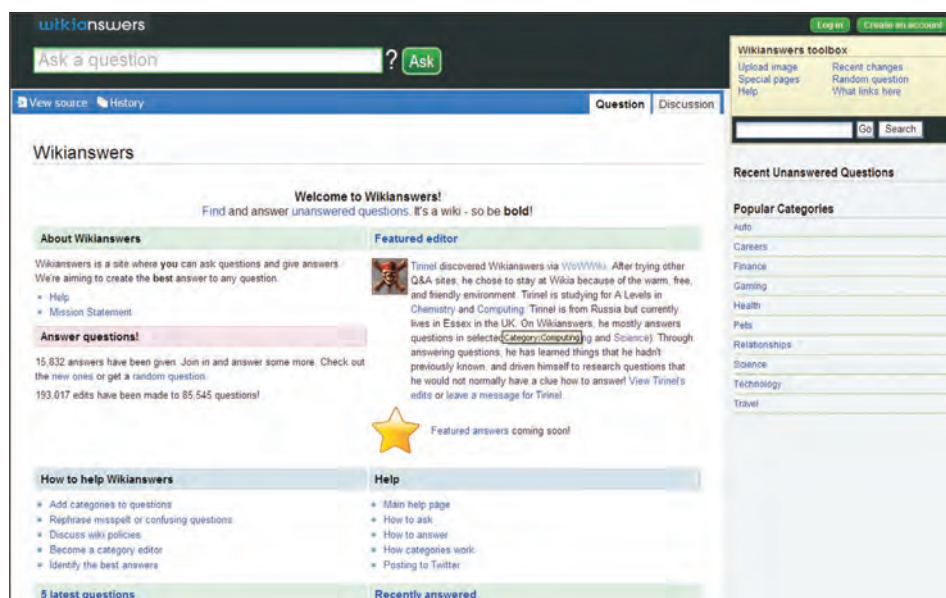 wikianswers
Log in
Create an account
Ask a question
?
Ask
Wikianswers toolbox
Upload image
Recent changes
Special pages
Random question
Help
What links here
View source
History
Question
Discussion
Go
Search
Wikianswers
Welcome to Wikianswers!
Find and answer unanswered questions. It's a wiki - so be bold!
About Wikianswers
Wikianswers is a site where you can ask questions and give answers.
We're aiming to create the best answer to any question.
Help
Mission Statement
Answer questions!
15,832 answers have been given. Join in and answer some more. Check out
the new ones or get a random question.
193,017 edits have been made to 85,545 questions!
Featured editor
Tirinel discovered Wikianswers via WoWWiki. After trying other
Q&A sites, he chose to stay at Wikia because of the warm, free,
and friendly environment. Tirinel is studying for A Levels in
Chemistry and Computing. Tirinel is from Russia but currently
lives in Essex in the UK. On Wikianswers, he mostly answers
questions in selected Category:Computing ng and Science). Through
answering questions, he has learned things that he hadn't
previously known, and driven himself to research questions that
he would not normally have a clue how to answer! View Tirinel's
edits or leave a message for Tirinel.
Featured answers coming soon!
Recent Unanswered Questions
Popular Categories
Auto
Careers
Finance
Gaming
Health
Pets
Relationships
Science
Technology
Travel
How to help Wikianswers
Add categories to questions
Rephrase misspelt or confusing questions
Discuss wiki policies
Become a category editor
Identify the best answers
Help
Main help page
How to ask
How to answer
How categories work
Posting to Twitter
5 latest questions
Recently answered